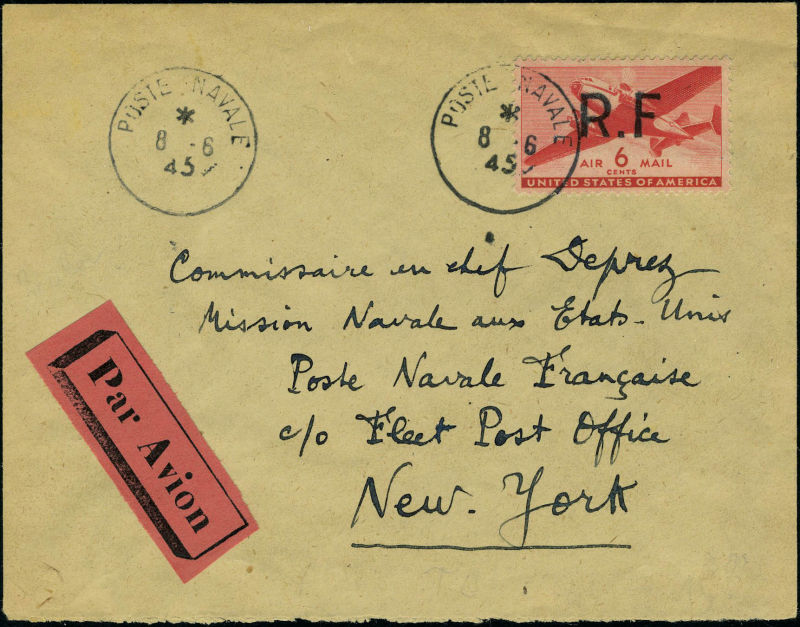 POSTE NAVALE
*
8 - 6
45
POSTE NAVALE
*
8 - 6
45
R.F
AIR 6 MAIL
CENTS
UNITED STATES OF AMERICA
Commissaire en chef Deprez
Mission Navale aux Etats-Unis
Poste Navale Française
c/o Fleet Post Office
New-York
Par Avion